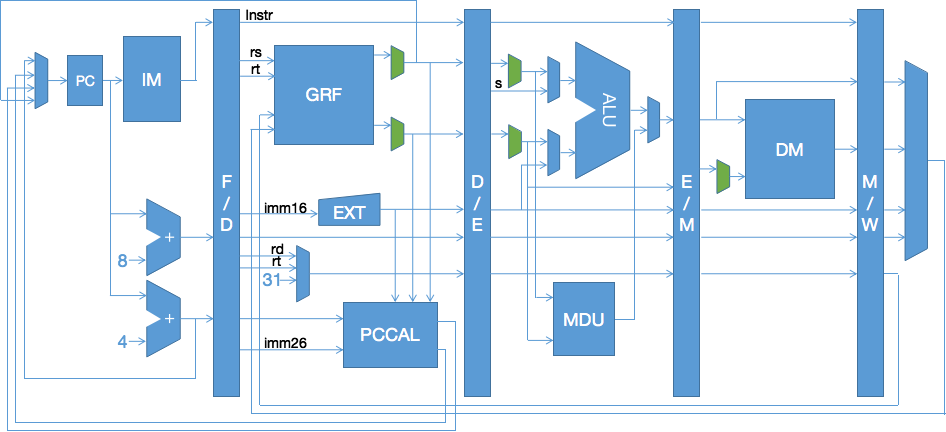 Instr
rs
rt
PC
IM
GRF
s
ALU
DM
F/D
D/E
E/M
M/W
imm16
EXT
+
8
rd
rt
31
+
4
imm26
PCCAL
MDU